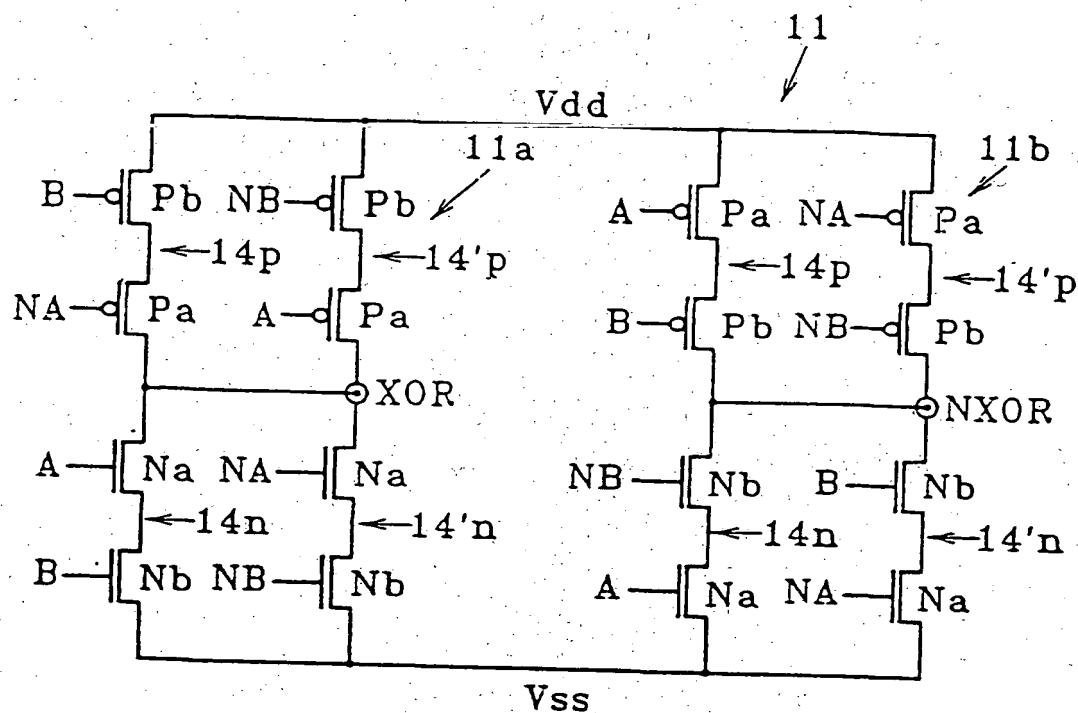 11
Vdd
11a
11b
B Pb NB Pb A Pa NA Pa
14p 14'p 14p 14'p
NA Pa A Pa B Pb NB Pb
XOR NXOR
A Na NA Na NB Nb B Nb
14n 14'n 14n 14'n
B Nb NB Nb A Na NA Na
Vss